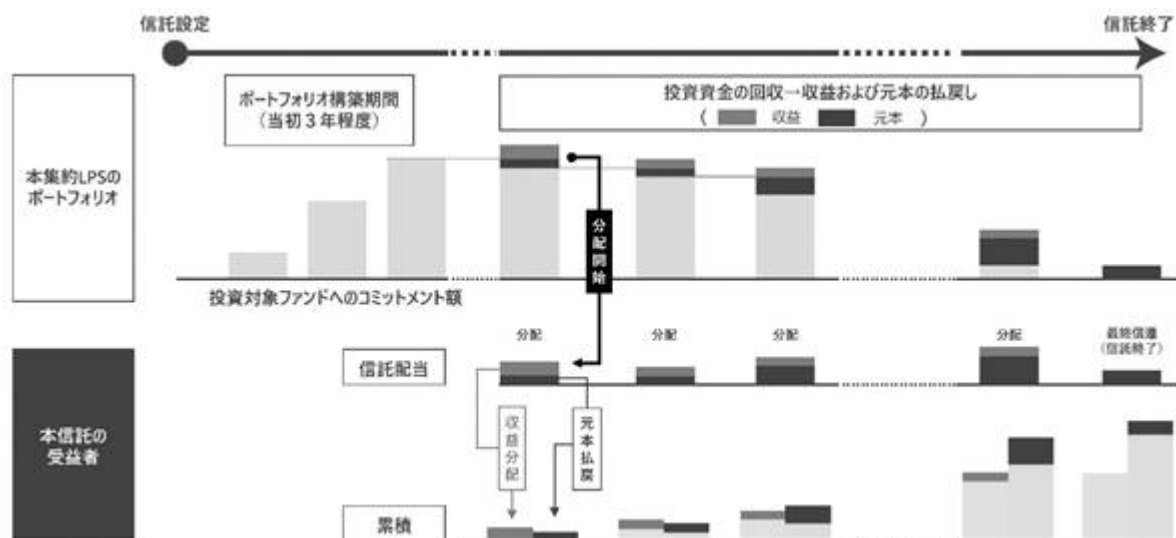 信託設定
信託終了
ポートフォリオ構築期間
(当初3年程度)
投資資金の回収→収益および元本の払戻し
( 収益 元本 )
本集約LPSの
ポートフォリオ
分配開始
投資対象ファンドへのコミットメント額
分配
分配
分配
分配
最終償還
(信託終了)
信託配当
本信託の
受益者
収益分配
元本払戻
累積